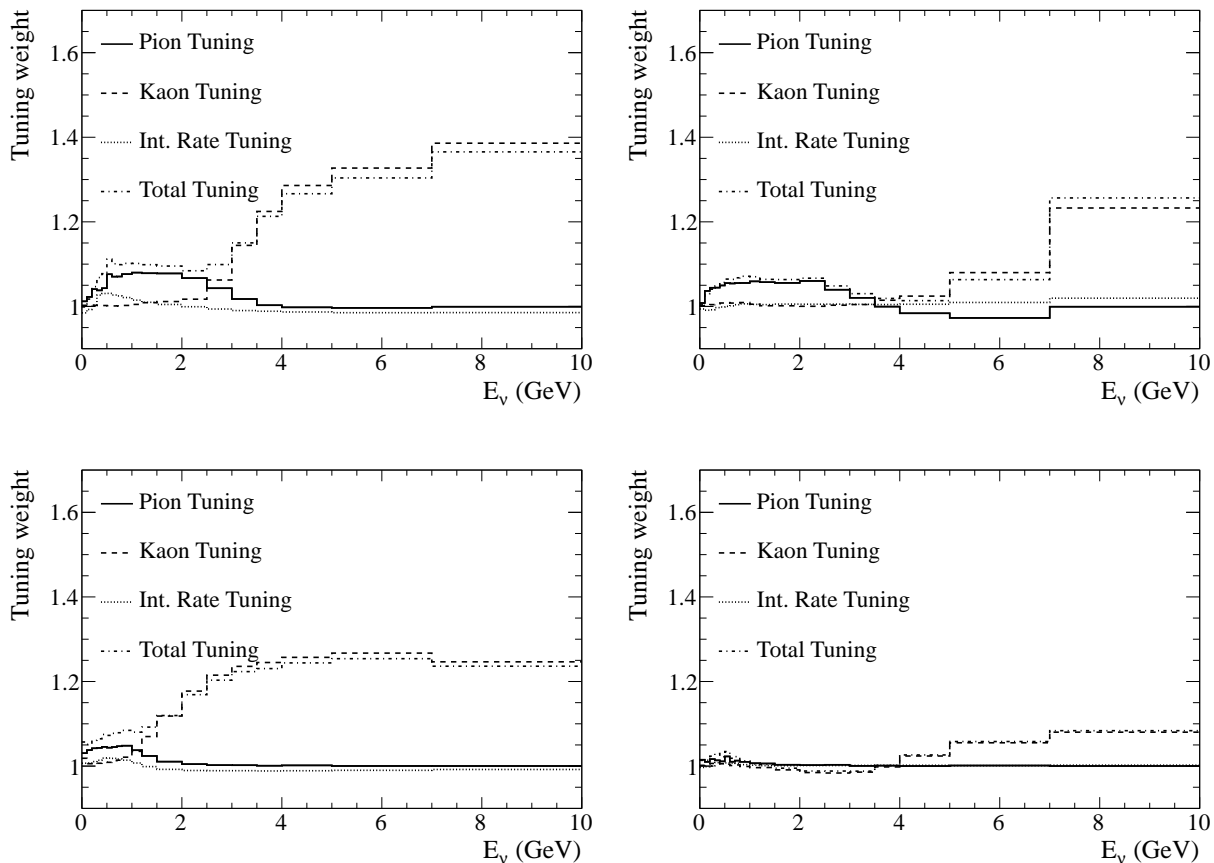 Tuning weight
1.6
1.4
1.2
1
Pion Tuning
Kaon Tuning
Int. Rate Tuning
Total Tuning
0 2 4 6 8 10
Eν (GeV)
Tuning weight
1.6
1.4
1.2
1
Pion Tuning
Kaon Tuning
Int. Rate Tuning
Total Tuning
0 2 4 6 8 10
Eν (GeV)
Tuning weight
1.6
1.4
1.2
1
Pion Tuning
Kaon Tuning
Int. Rate Tuning
Total Tuning
0 2 4 6 8 10
Eν (GeV)
Tuning weight
1.6
1.4
1.2
1
Pion Tuning
Kaon Tuning
Int. Rate Tuning
Total Tuning
0 2 4 6 8 10
Eν (GeV)